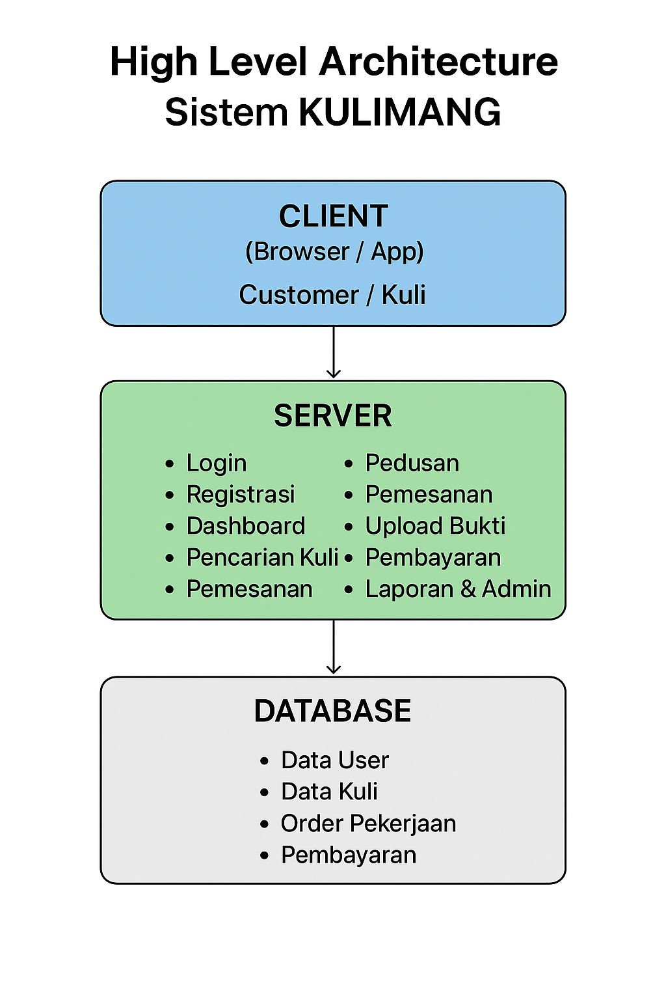 High Level Architecture
Sistem KULIMANG
CLIENT
(Browser / App)
Customer / Kuli
SERVER
• Login
• Registrasi
• Dashboard
• Pencarian Kuli
• Pemesanan
• Pedusan
• Pemesanan
• Upload Bukti
• Pembayaran
• Laporan & Admin
DATABASE
• Data User
• Data Kuli
• Order Pekerjaan
• Pembayaran